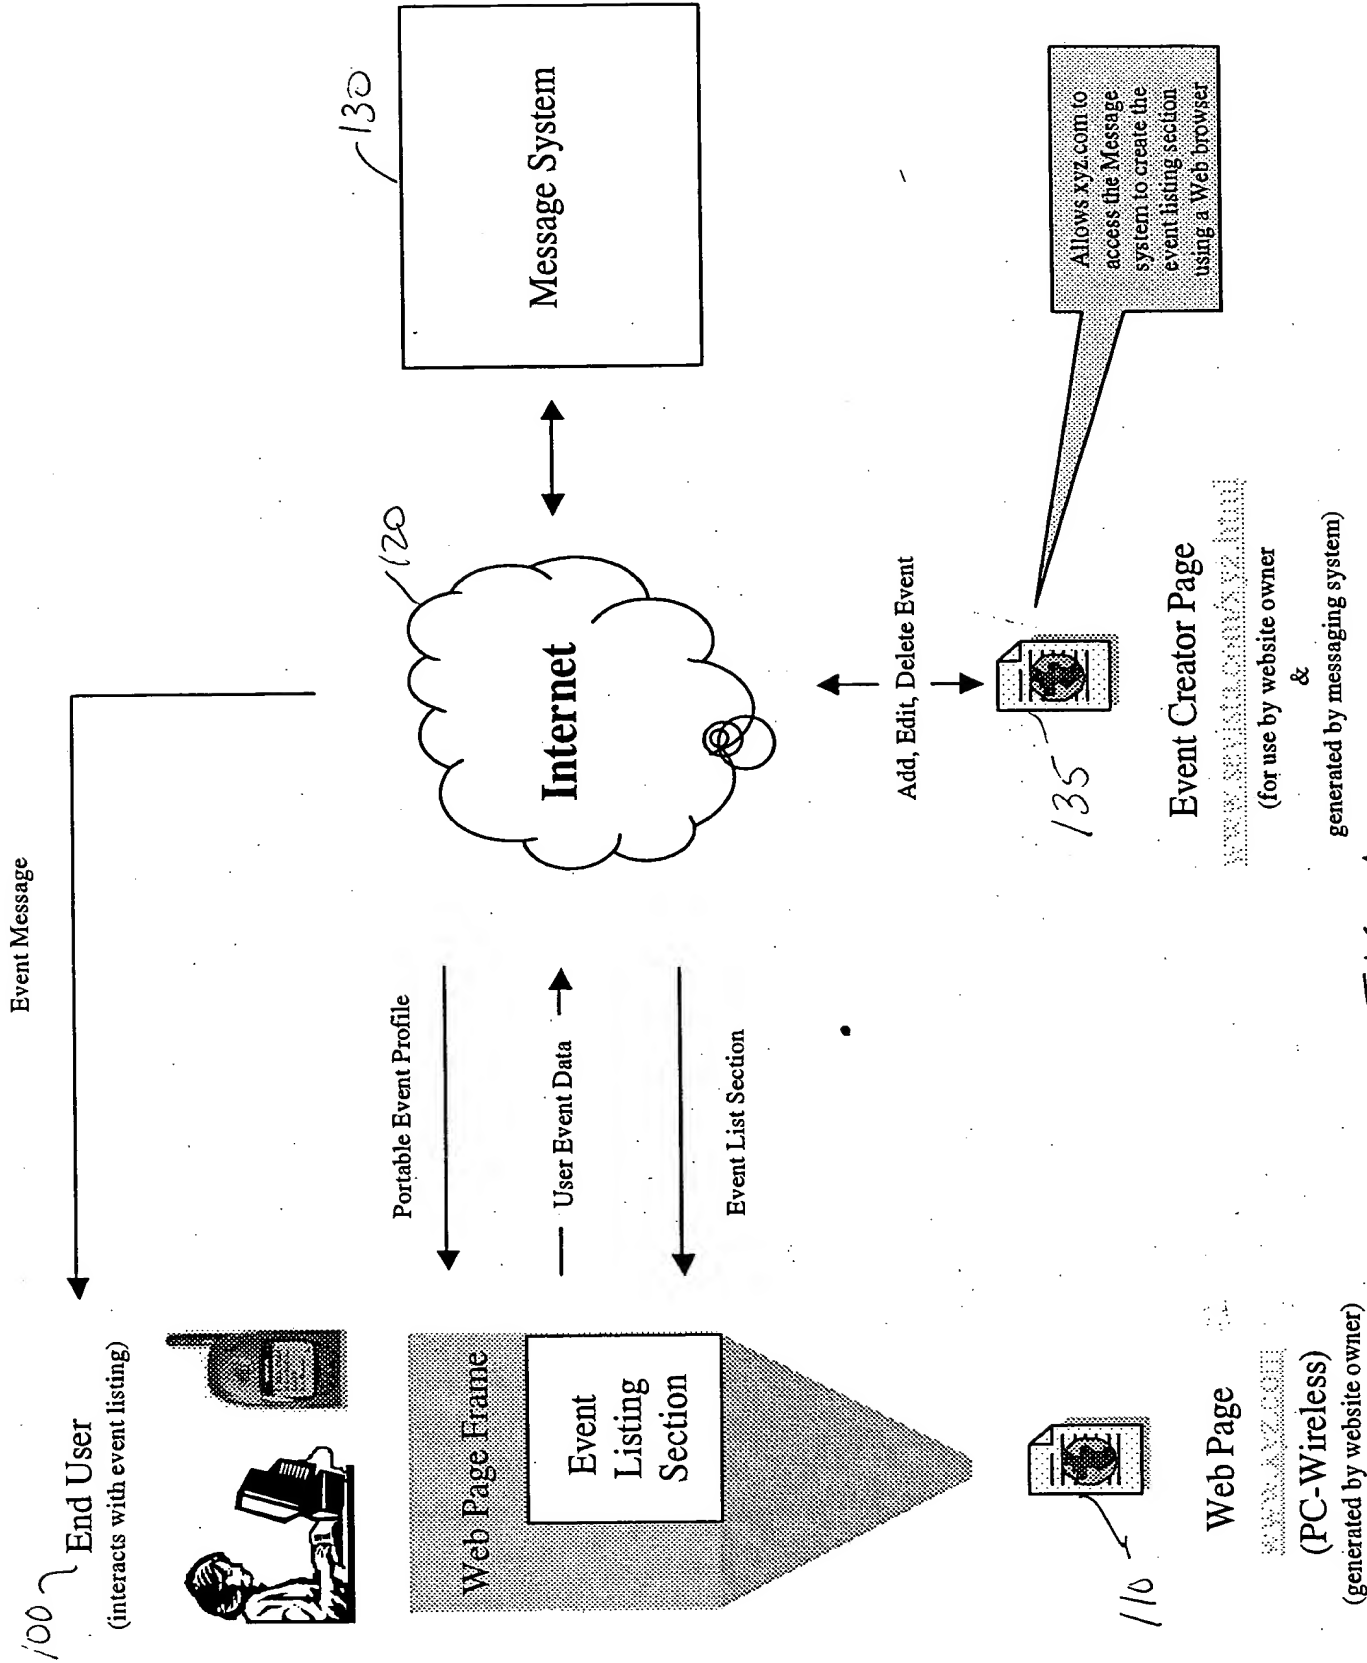 100
End User
(interacts with event listing)
Event Message
Web Page Frame
Event
Listing
Section
Portable Event Profile
User Event Data
Event List Section
120
Internet
130
Message System
Add, Edit, Delete Event
110
Web Page
www.xyz.com
(PC-Wireless)
(generated by website owner)
135
Event Creator Page
(for use by website owner
&
generated by messaging system)
Allows xyz.com to
access the Message
system to create the
event listing section
using a Web browser